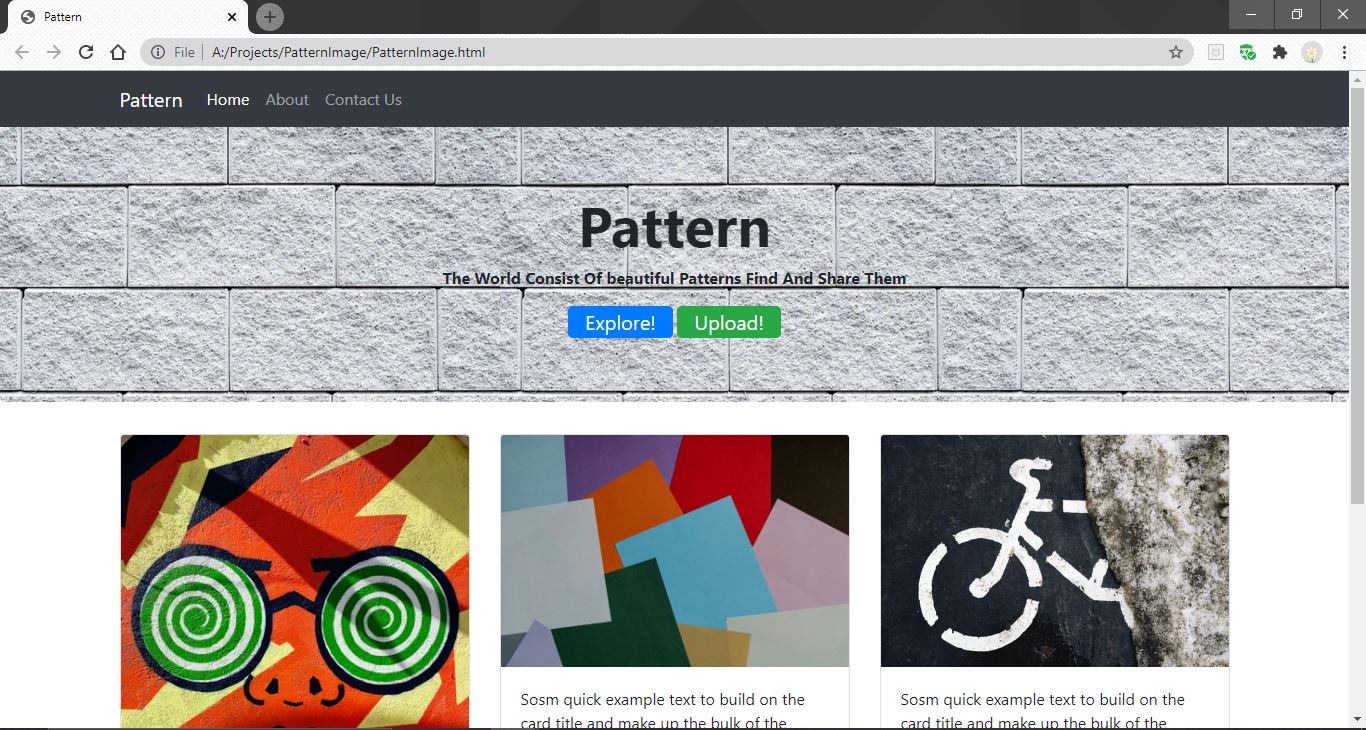 Pattern
File A:/Projects/PatternImage/PatternImage.html
Pattern Home About Contact Us
Pattern
The World Consist Of beautiful Patterns Find And Share Them
Explore! Upload!
Sosm quick example text to build on the
card title and make up the bulk of the
Sosm quick example text to build on the
card title and make up the bulk of the